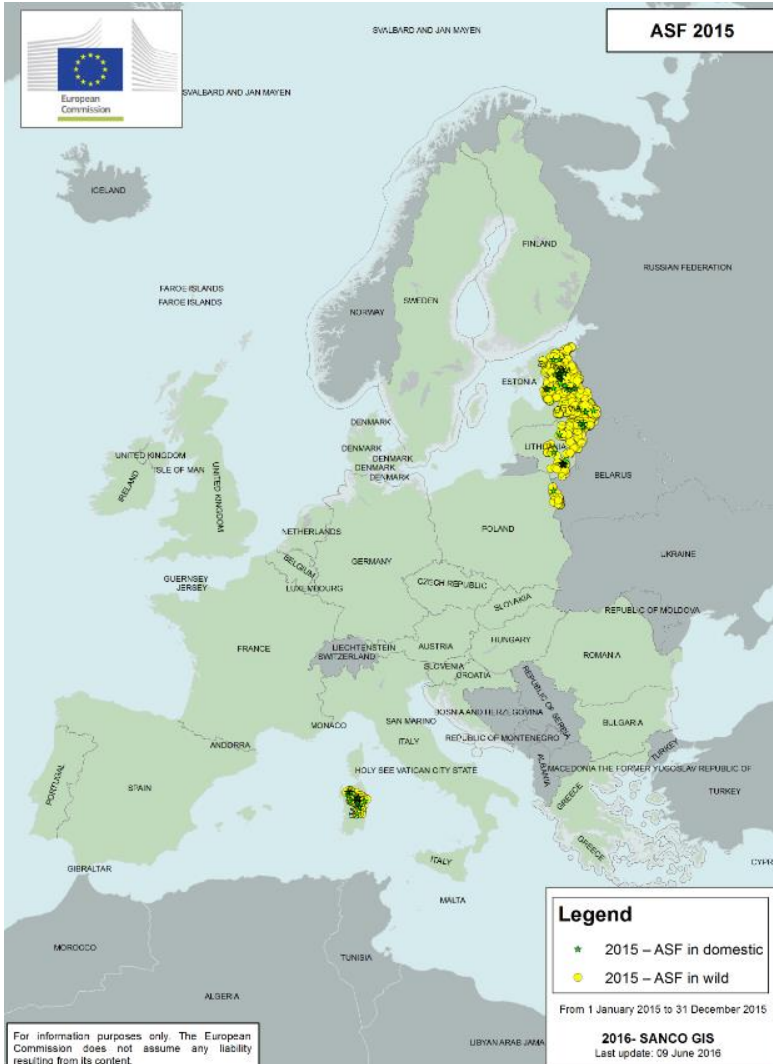 SVALBARD AND JAN MAYEN
ASF 2015
European
Commission
SVALBARD AND JAN MAYEN
ICELAND
FINLAND
RUSSIAN FEDERATION
FAROE ISLANDS
FAROE ISLANDS
SWEDEN
NORWAY
ESTONIA
DENMARK
DENMARK
DENMARK
DENMARK
DENMARK
LITHUANIA
UNITED KINGDOM
ISLE OF MAN
IRELAND
UNITED KINGDOM
BELARUS
NETHERLANDS
POLAND
BELGIUM
GERMANY
UKRAINE
GUERNSEY
JERSEY
LUXEMBOURG
CZECH REPUBLIC
SLOVAKIA
REPUBLIC OF MOLDOVA
FRANCE
LIECHTENSTEIN
SWITZERLAND
AUSTRIA
HUNGARY
ROMANIA
SLOVENIA
CROATIA
REPUBLIC OF SERBIA
BOSNIA AND HERZEGOVINA
MONACO
SAN MARINO
ITALY
REPUBLIC OF MONTENEGRO
BULGARIA
ANDORRA
TURKEY
ALBANIA
HOLY SEE VATICAN CITY STATE
MACEDONIA THE FORMER YUGOSLAV REPUBLIC OF
PORTUGAL
SPAIN
TURKEY
GREECE
GREECE
ITALY
GIBRALTAR
CYPR
MALTA
MOROCCO
TUNISIA
ALGERIA
LIBYAN ARAB JAMA
Legend
2015 – ASF in domestic
2015 – ASF in wild
From 1 January 2015 to 31 December 2015
2016- SANCO GIS
Last update: 09 June 2016
For information purposes only. The European
Commission does not assume any liability
resulting from its content.